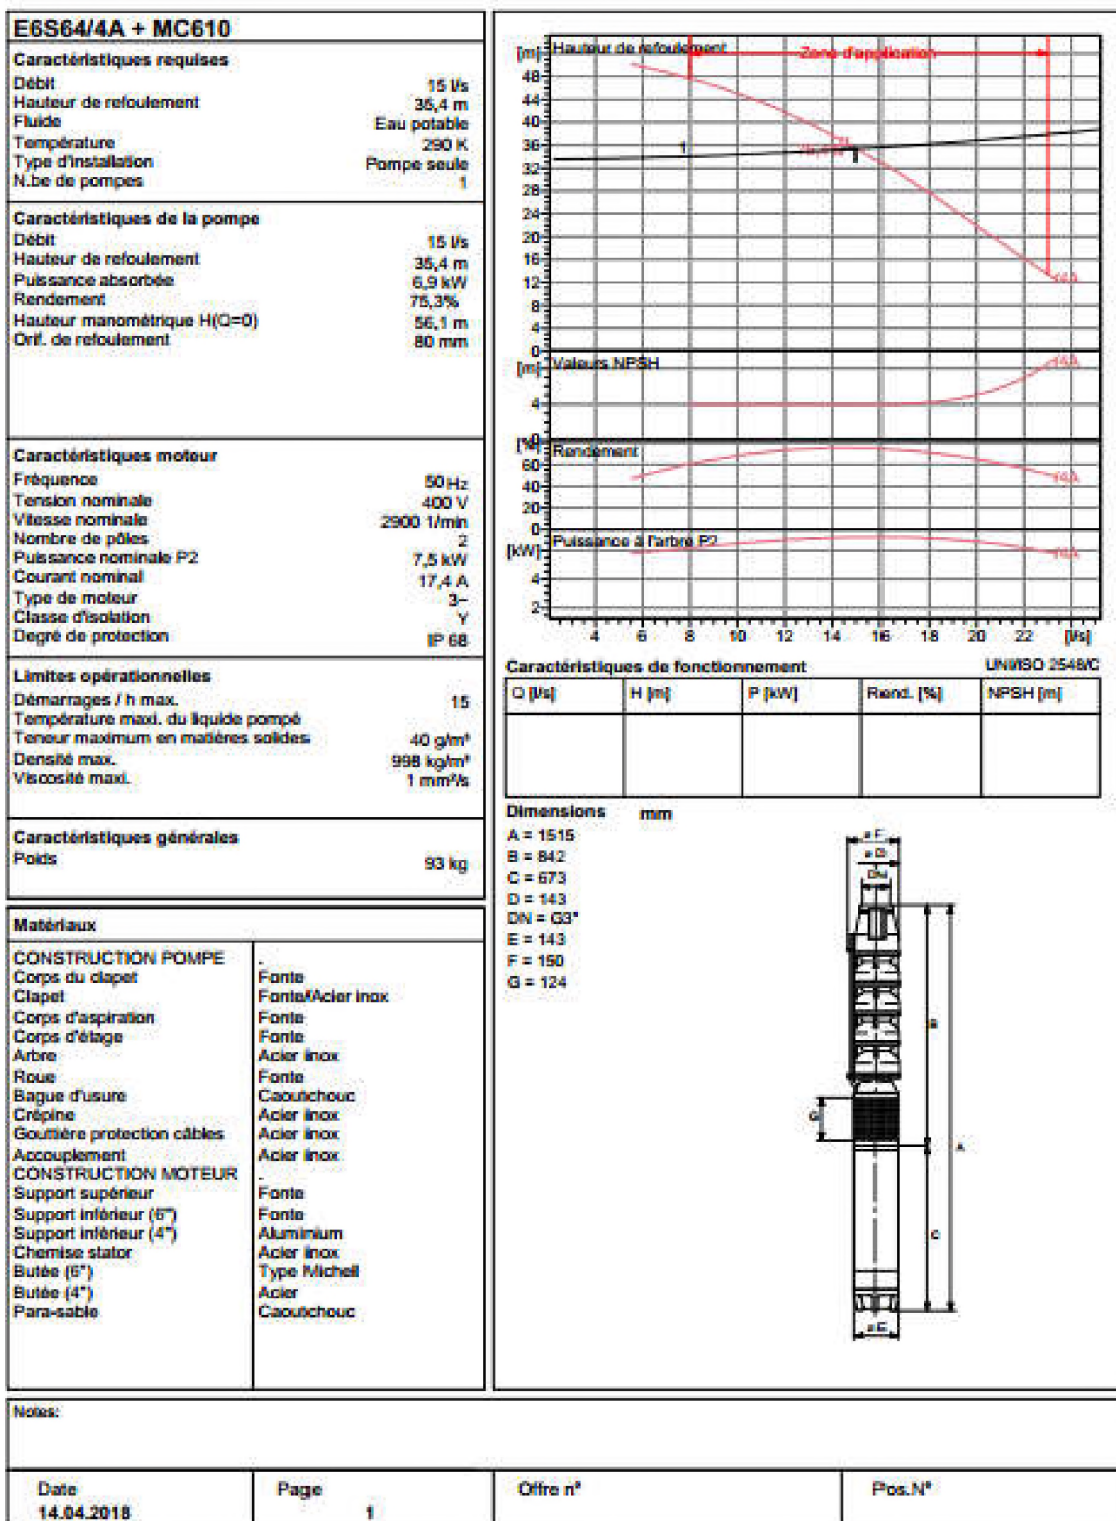 E6S64/4A + MC610
Caractéristiques requises
Débit 15 l/s
Hauteur de refoulement 35,4 m
Fluide Eau potable
Température 290 K
Type d'installation Pompe seule
N.be de pompes 1
Caractéristiques de la pompe
Débit 15 l/s
Hauteur de refoulement 35,4 m
Puissance absorbée 6,9 kW
Rendement 75,3%
Hauteur manométrique H(Q=0) 56,1 m
Orif. de refoulement 80 mm
Caractéristiques moteur
Fréquence 50 Hz
Tension nominale 400 V
Vitesse nominale 2900 1/min
Nombre de pôles 2
Puissance nominale P2 7,5 kW
Courant nominal 17,4 A
Type de moteur 3~
Classe d'isolation Y
Degré de protection IP 68
Limites opérationnelles
Démarrages / h max. 15
Température maxi. du liquide pompé
Teneur maximum en matières solides 40 g/m³
Densité max. 998 kg/m³
Viscosité maxi. 1 mm²/s
Caractéristiques générales
Poids 93 kg
Matériaux
CONSTRUCTION POMPE .
Corps du clapet Fonte
Clapet Fonte/Acier inox
Corps d'aspiration Fonte
Corps d'étage Fonte
Arbre Acier inox
Roue Fonte
Bague d'usure Caoutchouc
Crépine Acier inox
Gouttière protection câbles Acier inox
Accouplement Acier inox
CONSTRUCTION MOTEUR .
Support supérieur Fonte
Support inférieur (6") Fonte
Support inférieur (4") Aluminium
Chemise stator Acier inox
Butée (6") Type Michell
Butée (4") Acier
Para-sable Caoutchouc
[m] Hauteur de refoulement Zone d'application
48
44
40
36
32
28
24
20
16
12
8
4
0
1
[m] Valeurs NPSH
4
0
[%] Rendement
60
40
20
0
[kW] Puissance à l'arbre P2
4
2
4 6 8 10 12 14 16 18 20 22 [l/s]
Caractéristiques de fonctionnement UNI/ISO 2548/C
Q [l/s] H [m] P [kW] Rend. [%] NPSH [m]
Dimensions mm
A = 1515
B = 842
C = 673
D = 143
DN = G3"
E = 143
F = 150
G = 124
ø F
ø D
DN
B
G
A
C
ø E
Notes:
Date Page Offre n° Pos.N°
14.04.2018 1